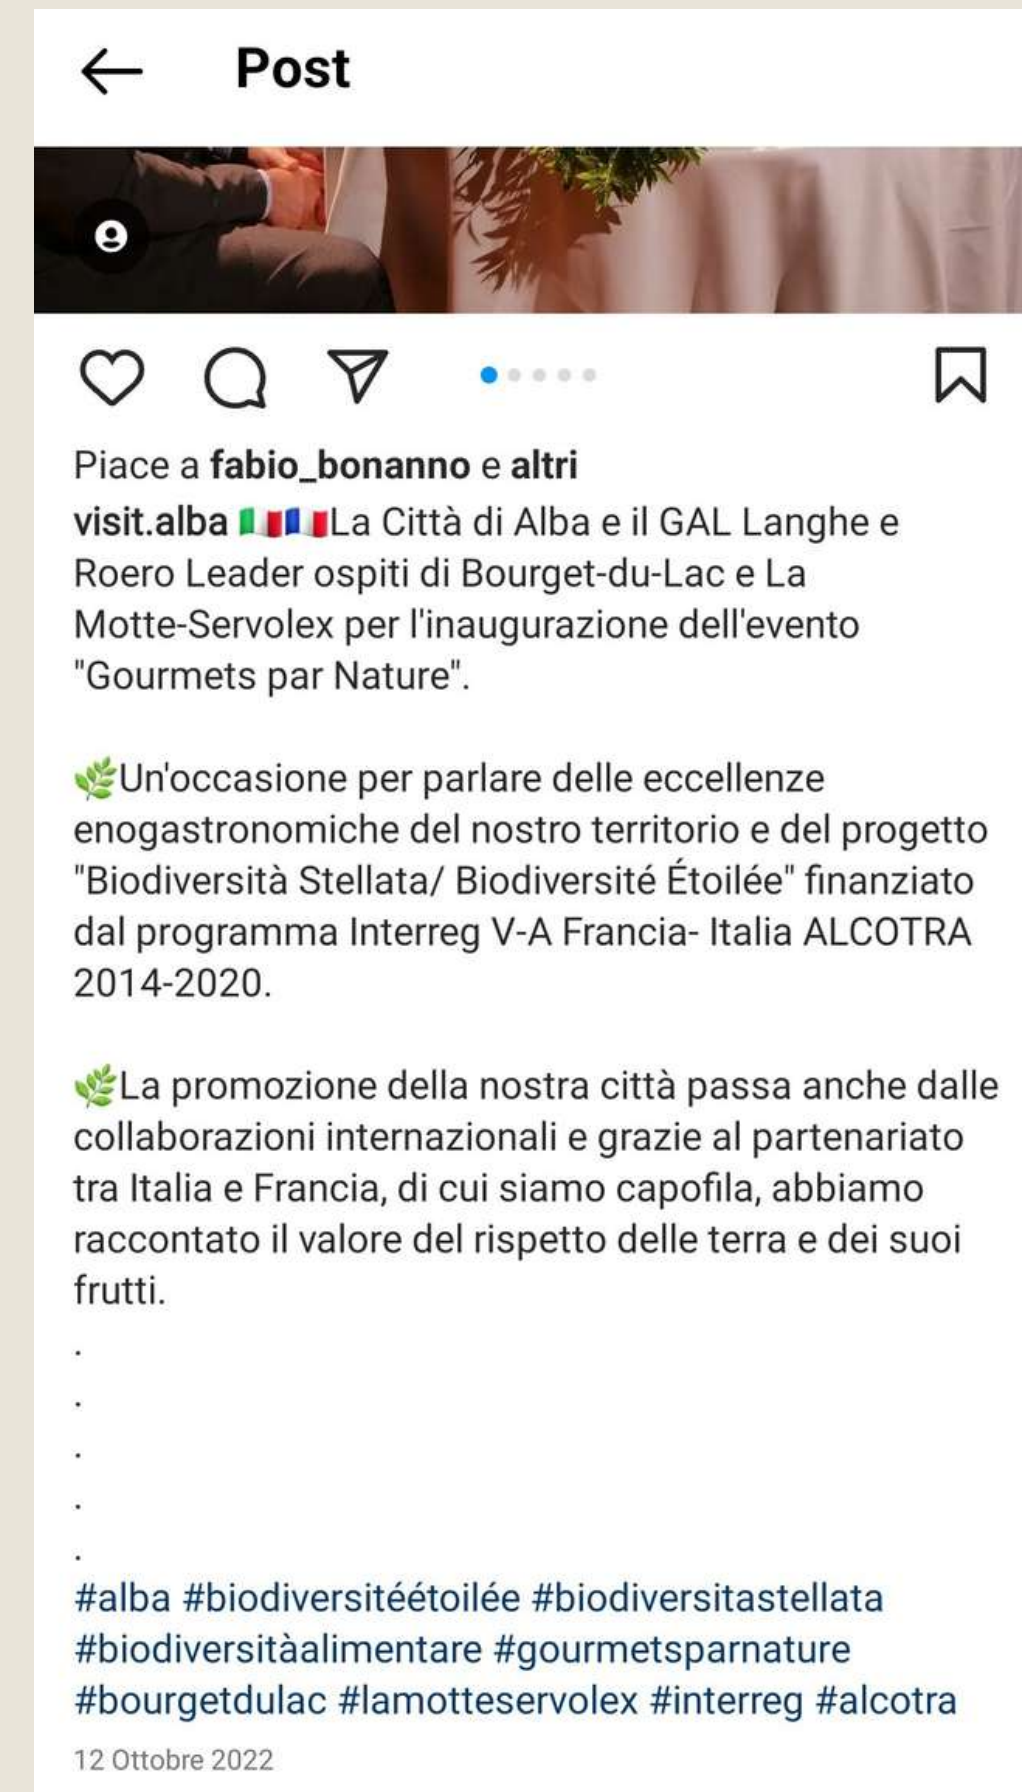 Post
Piace a fabio_bonanno e altri
visit.alba 🇮🇹🇫🇷La Città di Alba e il GAL Langhe e
Roero Leader ospiti di Bourget-du-Lac e La
Motte-Servolex per l'inaugurazione dell'evento
"Gourmets par Nature".
🌿Un'occasione per parlare delle eccellenze
enogastronomiche del nostro territorio e del progetto
"Biodiversità Stellata/ Biodiversité Étoilée" finanziato
dal programma Interreg V-A Francia- Italia ALCOTRA
2014-2020.
🌿La promozione della nostra città passa anche dalle
collaborazioni internazionali e grazie al partenariato
tra Italia e Francia, di cui siamo capofila, abbiamo
raccontato il valore del rispetto delle terra e dei suoi
frutti.
.
.
.
.
.
#alba #biodiversitéétoilée #biodiversitastellata
#biodiversitàalimentare #gourmetsparnature
#bourgetdulac #lamotteservolex #interreg #alcotra
12 Ottobre 2022